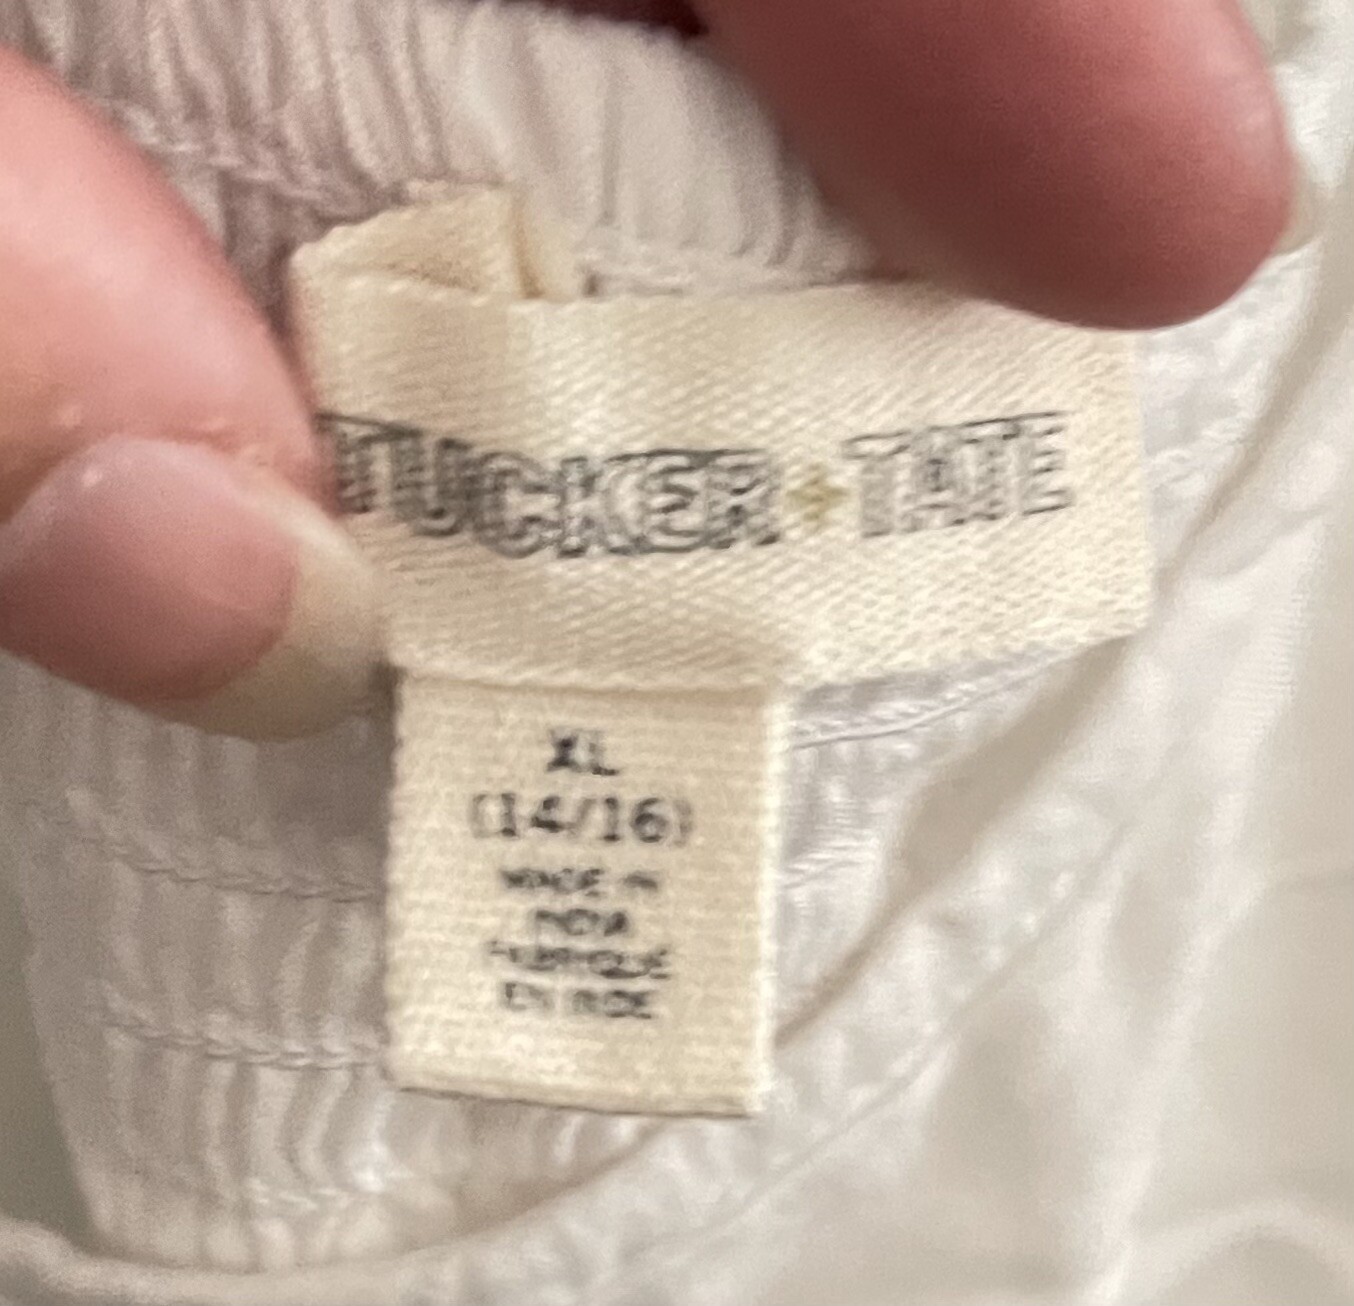 TUCKER + TATE
XL
(14/16)
MADE IN
INDIA
FABRIQUÉ
EN INDE